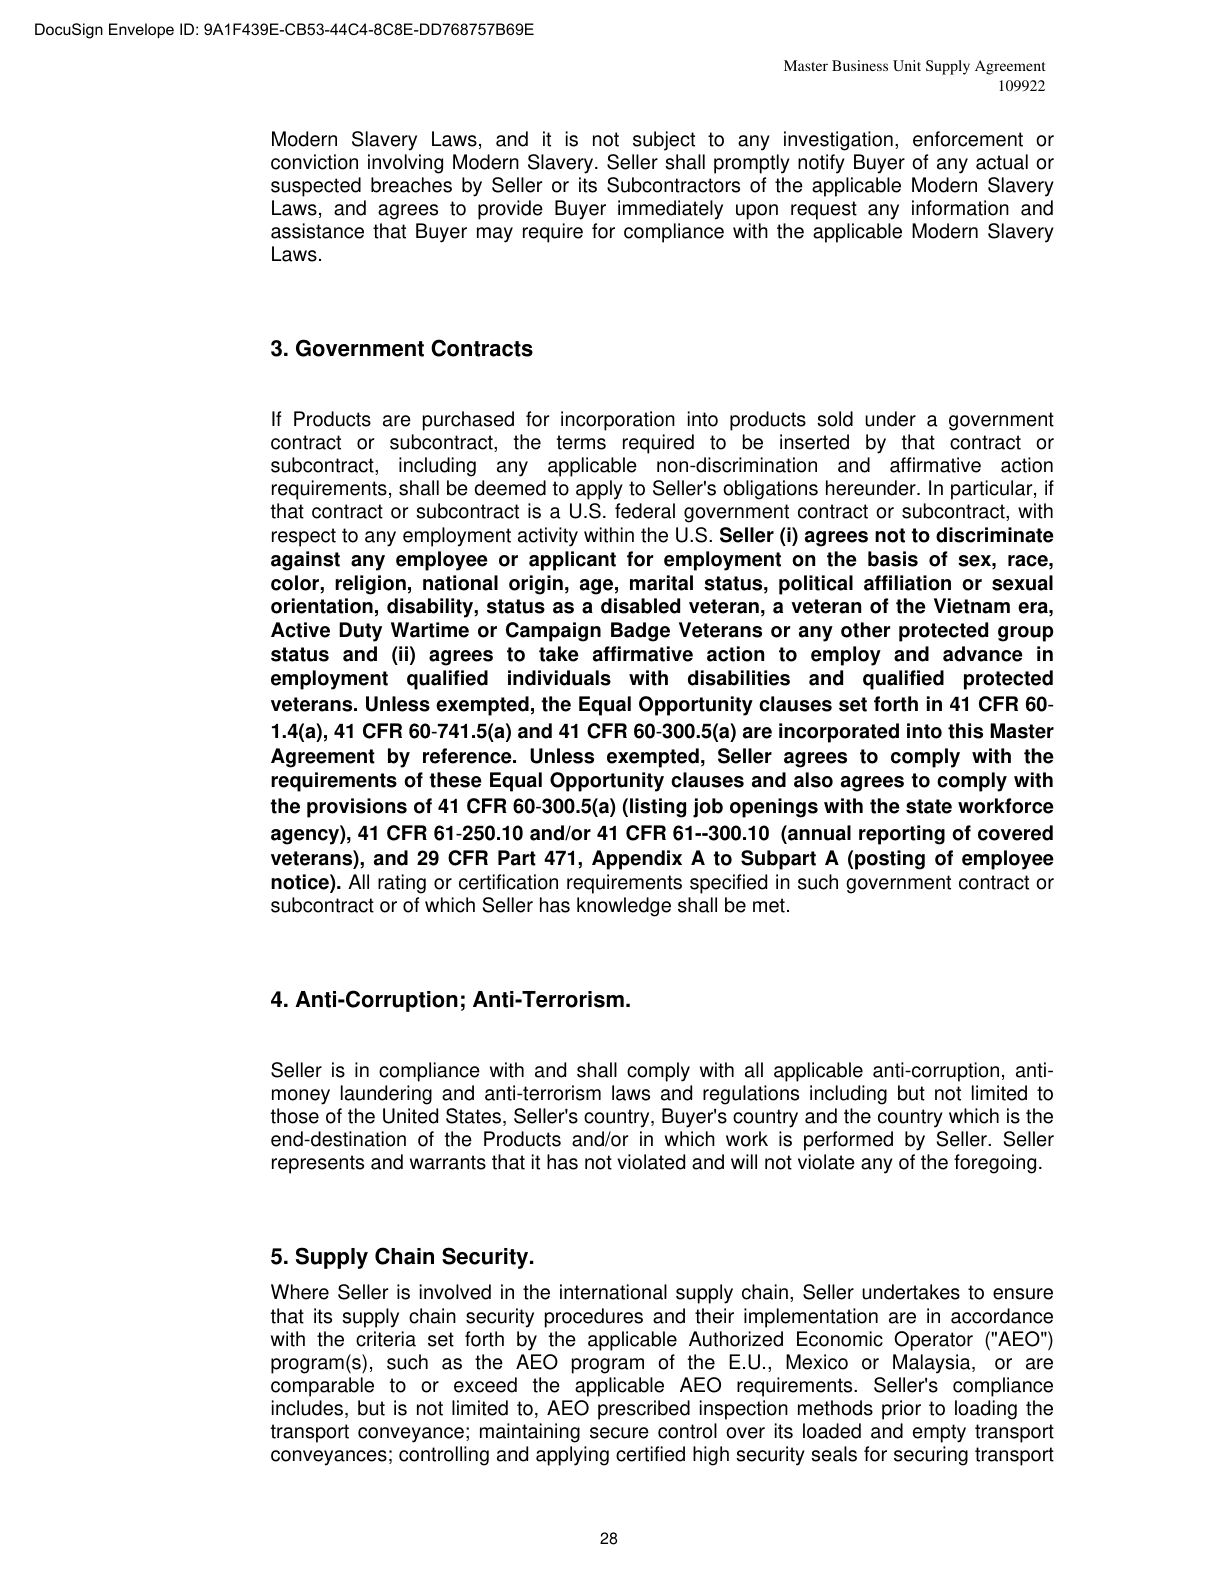 DocuSign Envelope ID: 9A1F439E-CB53-44C4-8C8E-DD768757B69E
Master Business Unit Supply Agreement
109922
Modern Slavery Laws, and it is not subject to any investigation, enforcement or
conviction involving Modern Slavery. Seller shall promptly notify Buyer of any actual or
suspected breaches by Seller or its Subcontractors of the applicable Modern Slavery
Laws, and agrees to provide Buyer immediately upon request any information and
assistance that Buyer may require for compliance with the applicable Modern Slavery
Laws.
3. Government Contracts
If Products are purchased for incorporation into products sold under a government
contract or subcontract, the terms required to be inserted by that contract or
subcontract, including any applicable non-discrimination and affirmative action
requirements, shall be deemed to apply to Seller's obligations hereunder. In particular, if
that contract or subcontract is a U.S. federal government contract or subcontract, with
respect to any employment activity within the U.S. Seller (i) agrees not to discriminate
against any employee or applicant for employment on the basis of sex, race,
color, religion, national origin, age, marital status, political affiliation or sexual
orientation, disability, status as a disabled veteran, a veteran of the Vietnam era,
Active Duty Wartime or Campaign Badge Veterans or any other protected group
status and (ii) agrees to take affirmative action to employ and advance in
employment qualified individuals with disabilities and qualified protected
veterans. Unless exempted, the Equal Opportunity clauses set forth in 41 CFR 60-
1.4(a), 41 CFR 60-741.5(a) and 41 CFR 60-300.5(a) are incorporated into this Master
Agreement by reference. Unless exempted, Seller agrees to comply with the
requirements of these Equal Opportunity clauses and also agrees to comply with
the provisions of 41 CFR 60-300.5(a) (listing job openings with the state workforce
agency), 41 CFR 61-250.10 and/or 41 CFR 61--300.10 (annual reporting of covered
veterans), and 29 CFR Part 471, Appendix A to Subpart A (posting of employee
notice). All rating or certification requirements specified in such government contract or
subcontract or of which Seller has knowledge shall be met.
4. Anti-Corruption; Anti-Terrorism.
Seller is in compliance with and shall comply with all applicable anti-corruption, anti-
money laundering and anti-terrorism laws and regulations including but not limited to
those of the United States, Seller's country, Buyer's country and the country which is the
end-destination of the Products and/or in which work is performed by Seller. Seller
represents and warrants that it has not violated and will not violate any of the foregoing.
5. Supply Chain Security.
Where Seller is involved in the international supply chain, Seller undertakes to ensure
that its supply chain security procedures and their implementation are in accordance
with the criteria set forth by the applicable Authorized Economic Operator ("AEO")
program(s), such as the AEO program of the E.U., Mexico or Malaysia, or are
comparable to or exceed the applicable AEO requirements. Seller's compliance
includes, but is not limited to, AEO prescribed inspection methods prior to loading the
transport conveyance; maintaining secure control over its loaded and empty transport
conveyances; controlling and applying certified high security seals for securing transport
28